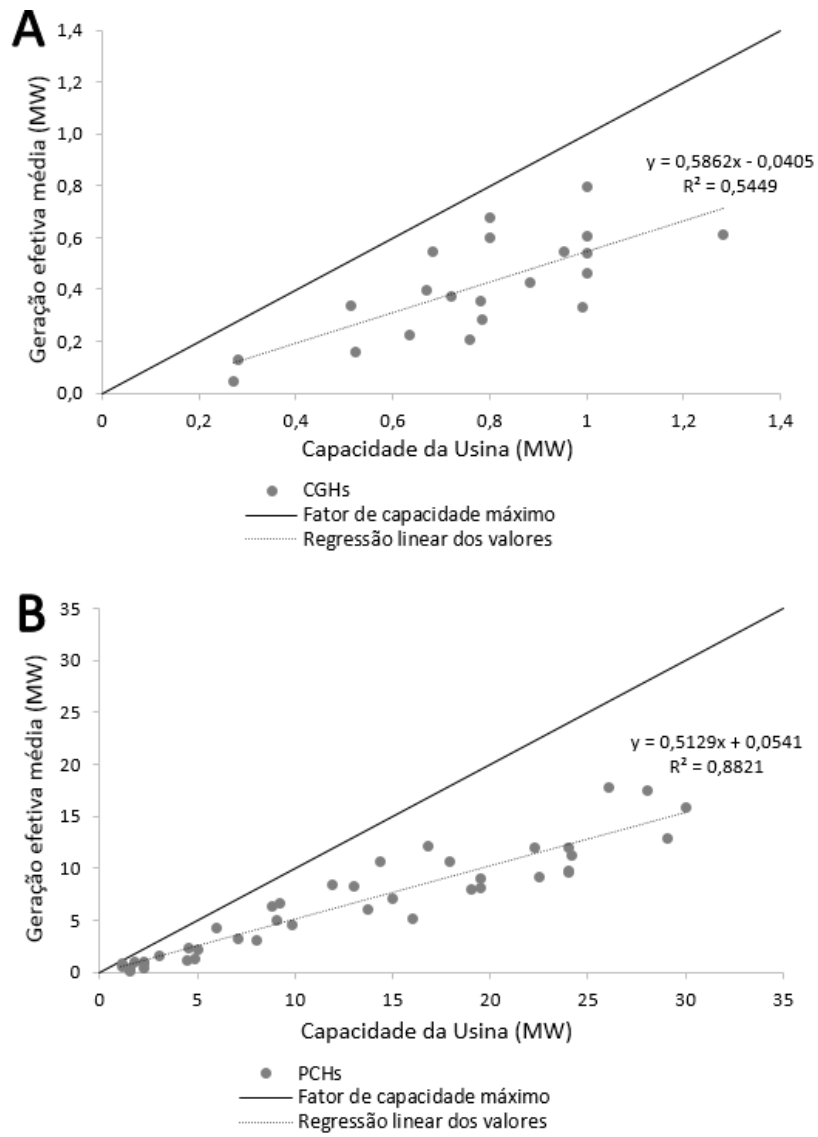 A
Geração efetiva média (MW)
1,4
1,2
1,0
0,8
0,6
0,4
0,2
0,0
y = 0,5862x - 0,0405
R² = 0,5449
0
0,2
0,4
0,6
0,8
1
1,2
1,4
Capacidade da Usina (MW)
CGHs
Fator de capacidade máximo
Regressão linear dos valores
B
Geração efetiva média (MW)
35
30
25
20
15
10
5
0
y = 0,5129x + 0,0541
R² = 0,8821
0
5
10
15
20
25
30
35
Capacidade da Usina (MW)
PCHs
Fator de capacidade máximo
Regressão linear dos valores